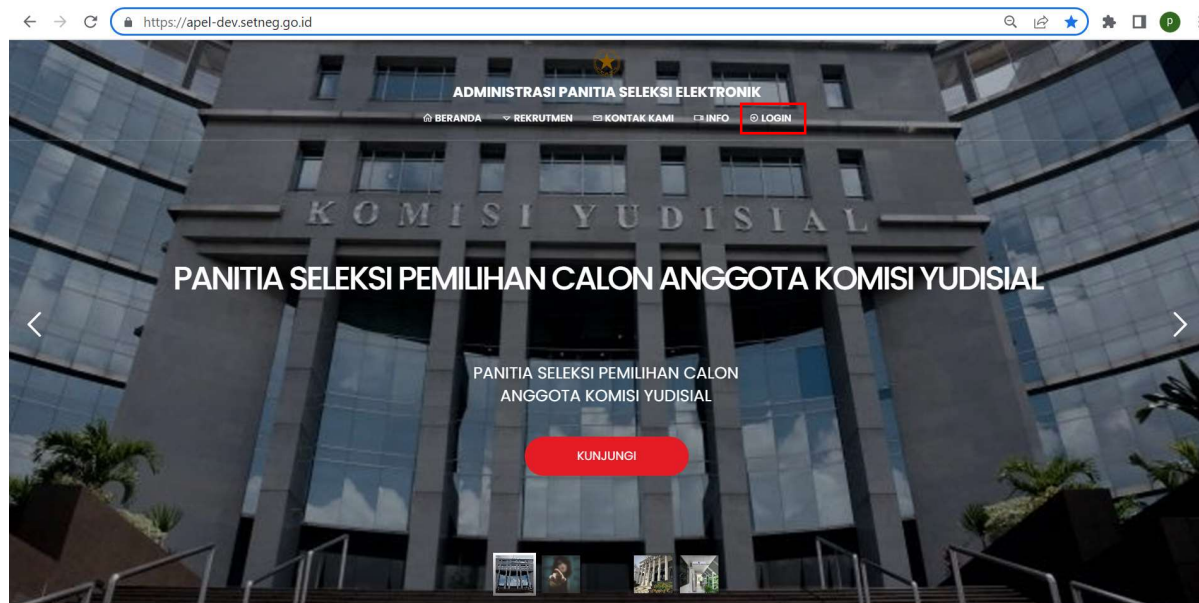 https://apel-dev.setneg.go.id
P
ADMINISTRASI PANITIA SELEKSI ELEKTRONIK
BERANDA REKRUTMEN KONTAK KAMI INFO LOGIN
KOMISI YUDISIAL
PANITIA SELEKSI PEMILIHAN CALON ANGGOTA KOMISI YUDISIAL
PANITIA SELEKSI PEMILIHAN CALON
ANGGOTA KOMISI YUDISIAL
KUNJUNGI